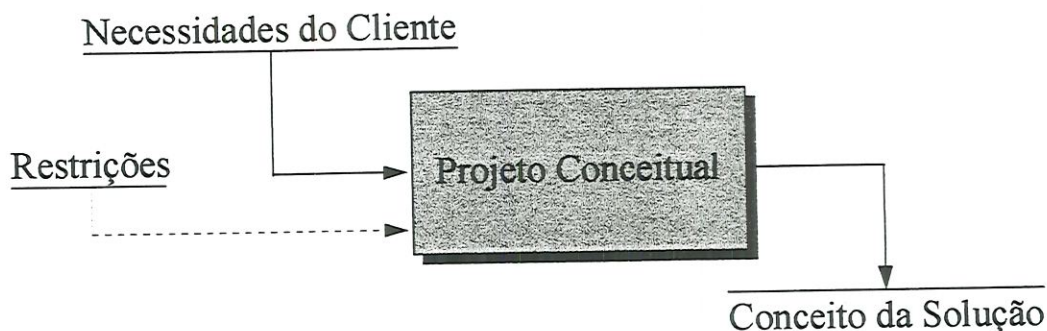 Necessidades do Cliente
Restrições
Projeto Conceitual
Conceito da Solução